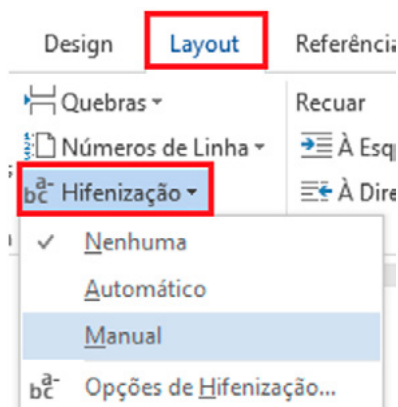 Design Layout Referência
Quebras Recuar
Números de Linha À Esq
Hifenização À Dire
Nenhuma
Automático
Manual
Opções de Hifenização...